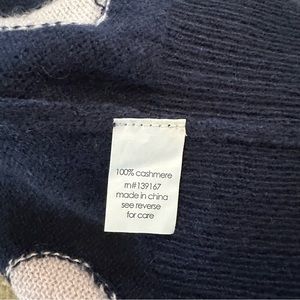 100% cashmere
rn#139167
made in china
see reverse
for care